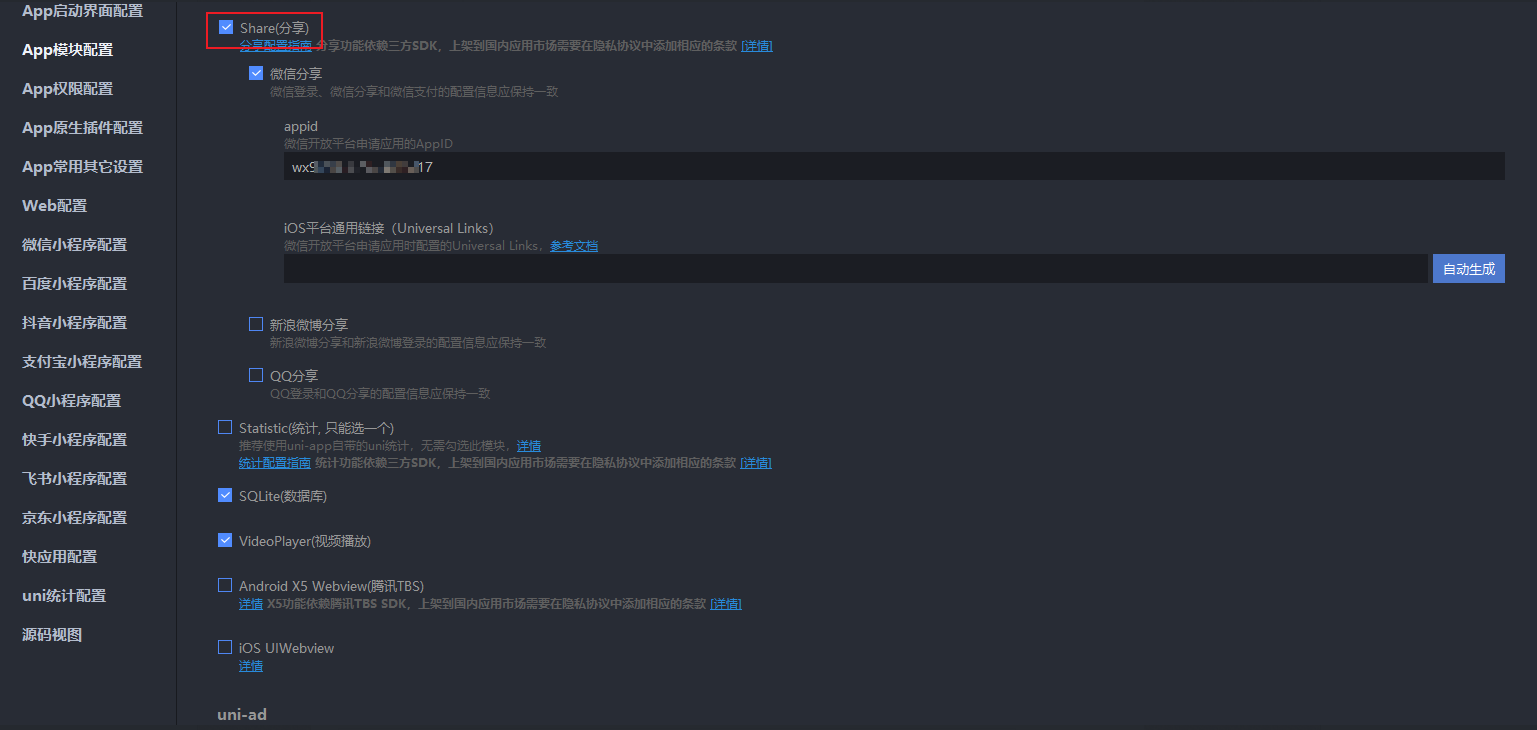 App启动界面配置
App模块配置
App权限配置
App原生插件配置
App常用其它设置
Web配置
微信小程序配置
百度小程序配置
抖音小程序配置
支付宝小程序配置
QQ小程序配置
快手小程序配置
飞书小程序配置
京东小程序配置
快应用配置
uni统计配置
源码视图
Share(分享)
分享配置指南 分享功能依赖三方SDK，上架到国内应用市场需要在隐私协议中添加相应的条款 [详情]
微信分享
微信登录、微信分享和微信支付的配置信息应保持一致
appid
微信开放平台申请应用的AppID
wx9 17
iOS平台通用链接（Universal Links）
微信开放平台申请应用时配置的Universal Links，参考文档
自动生成
新浪微博分享
新浪微博分享和新浪微博登录的配置信息应保持一致
QQ分享
QQ登录和QQ分享的配置信息应保持一致
Statistic(统计, 只能选一个)
推荐使用uni-app自带的uni统计，无需勾选此模块，详情
统计配置指南 统计功能依赖三方SDK，上架到国内应用市场需要在隐私协议中添加相应的条款 [详情]
SQLite(数据库)
VideoPlayer(视频播放)
Android X5 Webview(腾讯TBS)
详情 X5功能依赖腾讯TBS SDK，上架到国内应用市场需要在隐私协议中添加相应的条款 [详情]
iOS UIWebview
详情
uni-ad